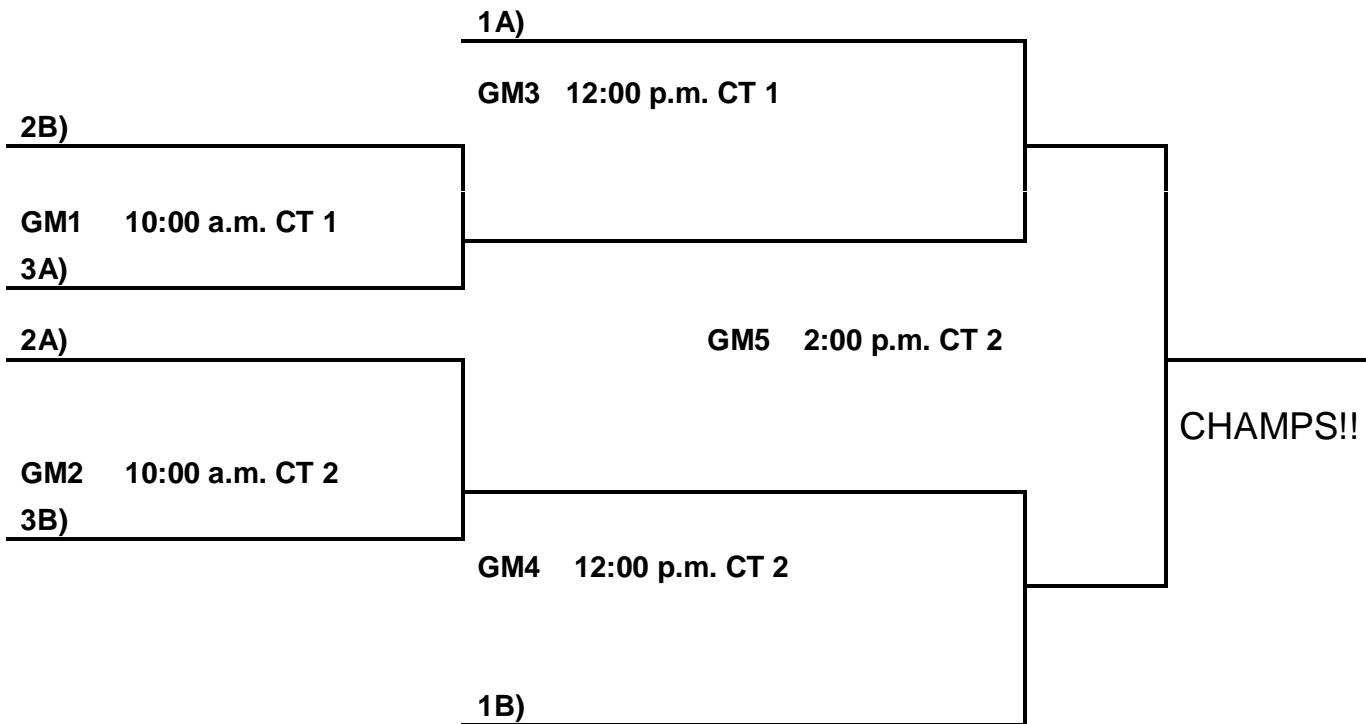 1A)
GM3 12:00 p.m. CT 1
2B)
GM1 10:00 a.m. CT 1
3A)
2A)
GM5 2:00 p.m. CT 2
CHAMPS!!
GM2 10:00 a.m. CT 2
3B)
GM4 12:00 p.m. CT 2
1B)